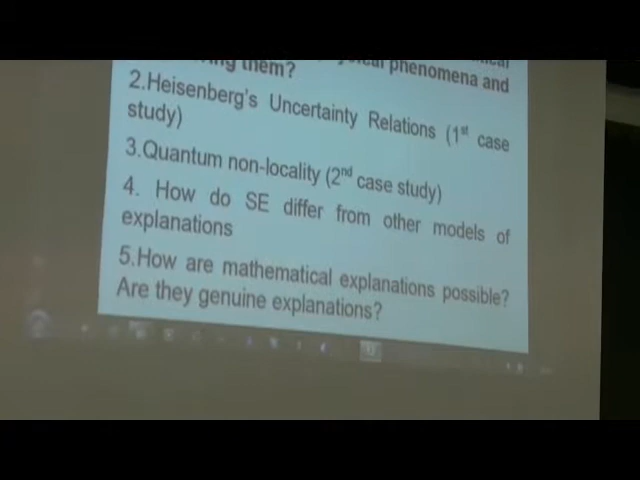 them?
phenomena and
2.Heisenberg's Uncertainty Relations (1st case
study)
3.Quantum non-locality (2nd case study)
4. How do SE differ from other models of
explanations
5.How are mathematical explanations possible?
Are they genuine explanations?